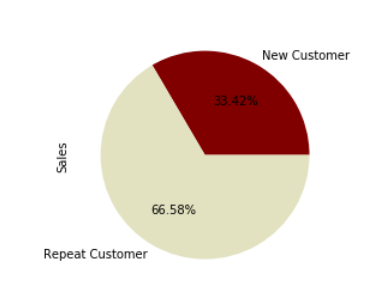 New Customer
33.42%
Sales
66.58%
Repeat Customer